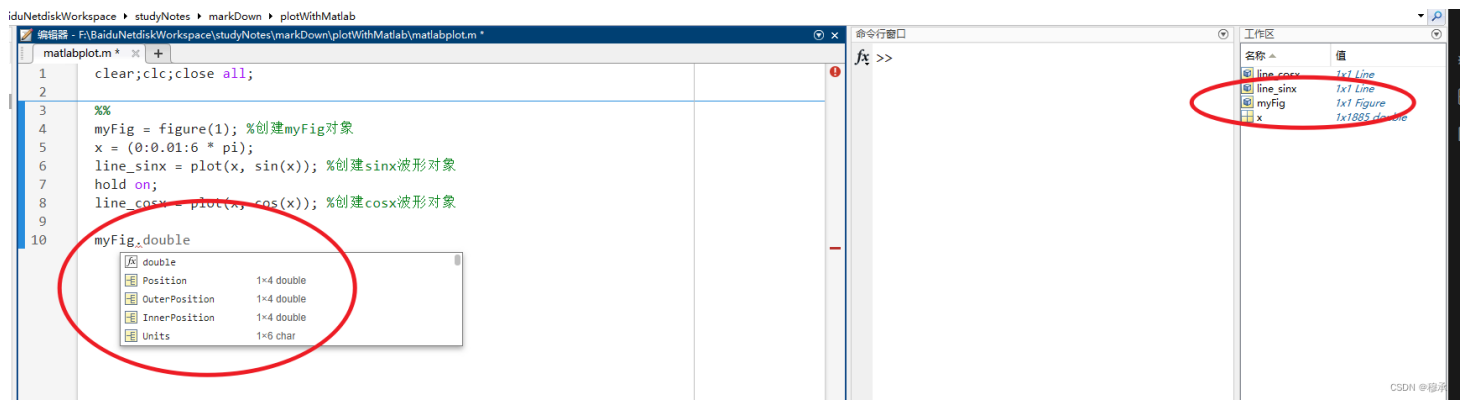 iduNetdiskWorkspace ▸ studyNotes ▸ markDown ▸ plotWithMatlab
编辑器 - F:\BaiduNetdiskWorkspace\studyNotes\markDown\plotWithMatlab\matlabplot.m *
matlabplot.m * × +
1 clear;clc;close all;
2
3 %%
4 myFig = figure(1); %创建myFig对象
5 x = (0:0.01:6 * pi);
6 line_sinx = plot(x, sin(x)); %创建sinx波形对象
7 hold on;
8 line_cosx = plot(x, cos(x)); %创建cosx波形对象
9
10 myFig.double
fx double
Position 1×4 double
OuterPosition 1×4 double
InnerPosition 1×4 double
Units 1×6 char
命令行窗口
fx >>
工作区
名称 值
line_cosx 1x1 Line
line_sinx 1x1 Line
myFig 1x1 Figure
x 1x1885 double
CSDN @穆承